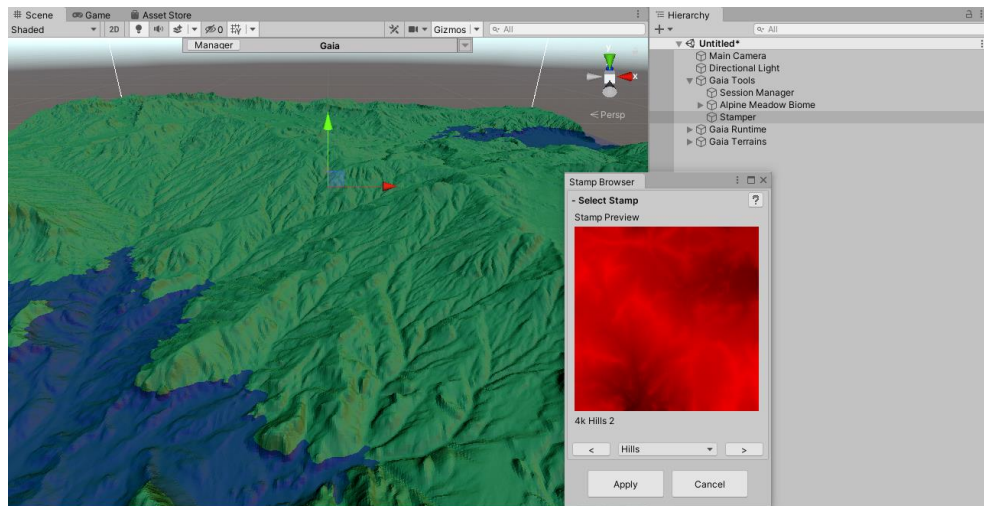 Scene Game Asset Store
Shaded 2D 0 Gizmos All
Manager Gaia
y
x
Persp
Hierarchy
All
Untitled*
Main Camera
Directional Light
Gaia Tools
Session Manager
Alpine Meadow Biome
Stamper
Gaia Runtime
Gaia Terrains
Stamp Browser
- Select Stamp ?
Stamp Preview
4k Hills 2
< Hills >
Apply Cancel